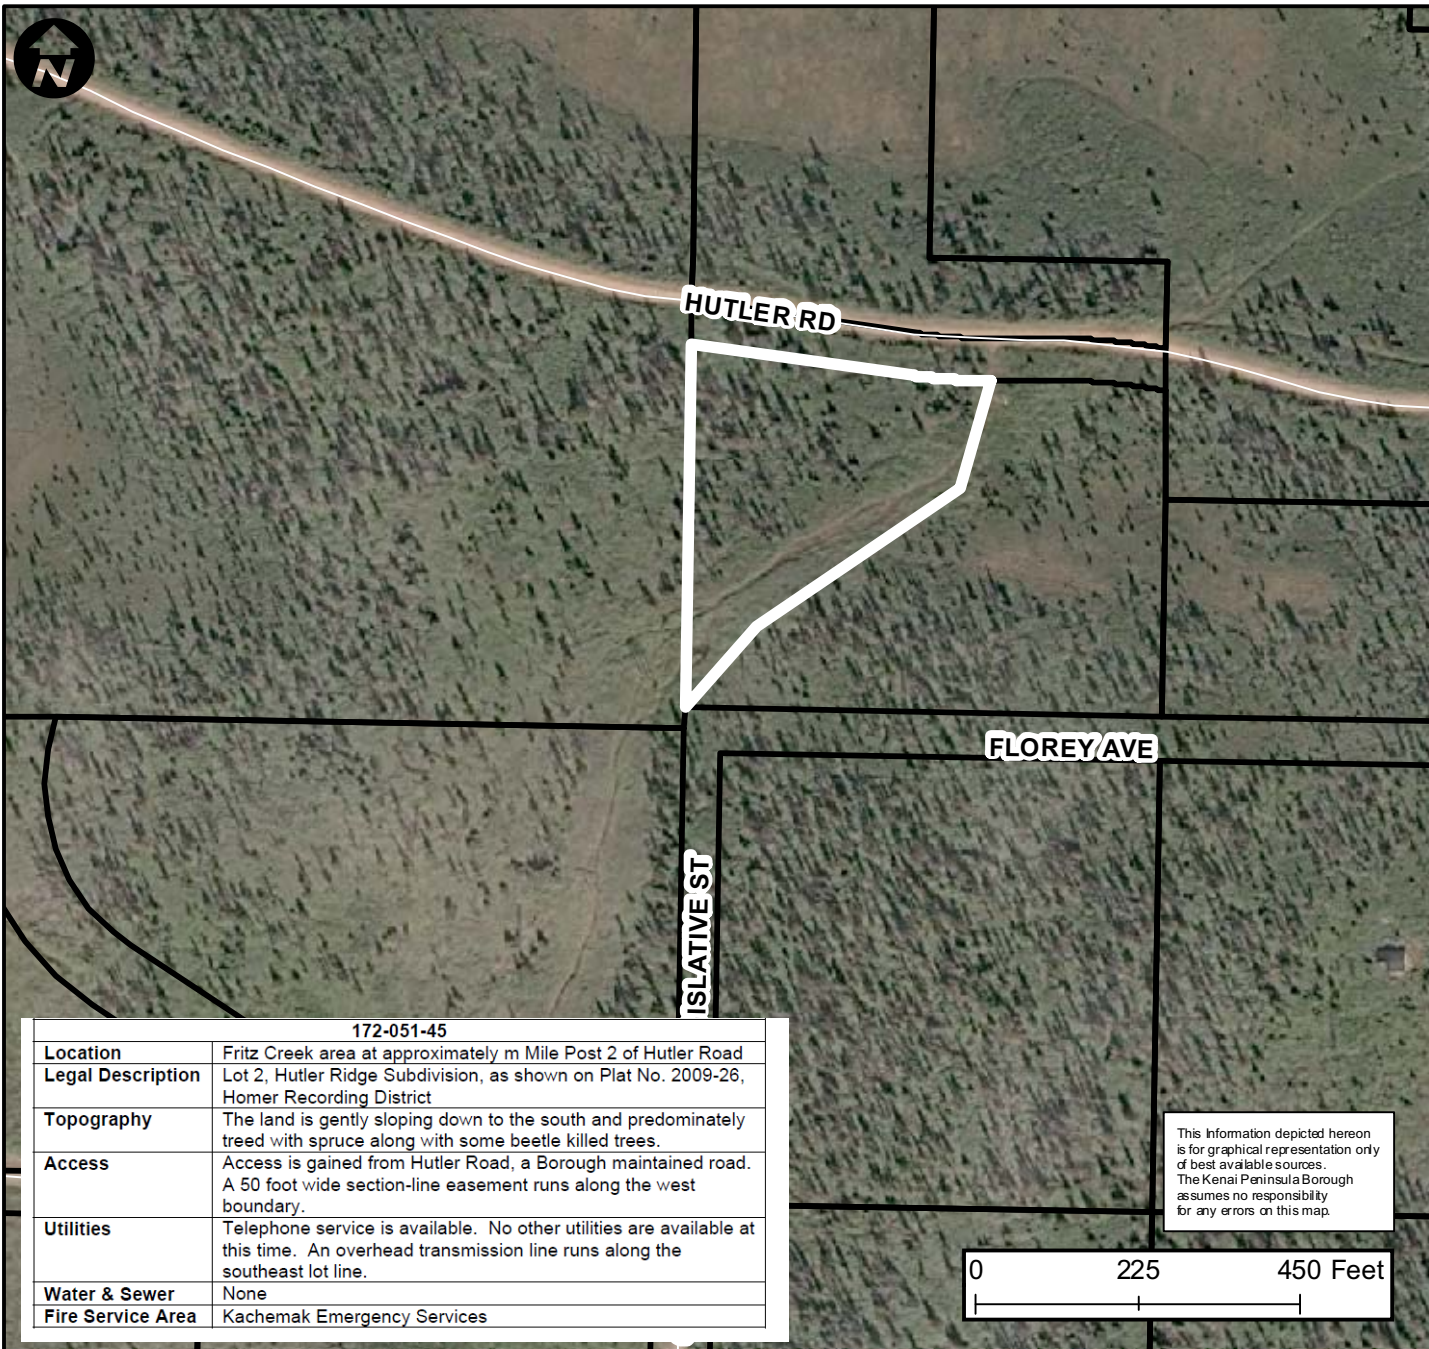 N
HUTLER RD
FLOREY AVE
ISLATIVE ST
172-051-45
Location Fritz Creek area at approximately m Mile Post 2 of Hutler Road
Legal Description Lot 2, Hutler Ridge Subdivision, as shown on Plat No. 2009-26,
Homer Recording District
Topography The land is gently sloping down to the south and predominately
treed with spruce along with some beetle killed trees.
Access Access is gained from Hutler Road, a Borough maintained road.
A 50 foot wide section-line easement runs along the west
boundary.
Utilities Telephone service is available. No other utilities are available at
this time. An overhead transmission line runs along the
southeast lot line.
Water & Sewer None
Fire Service Area Kachemak Emergency Services
This Information depicted hereon
is for graphical representation only
of best available sources.
The Kenai Peninsula Borough
assumes no responsibility
for any errors on this map.
0 225 450 Feet